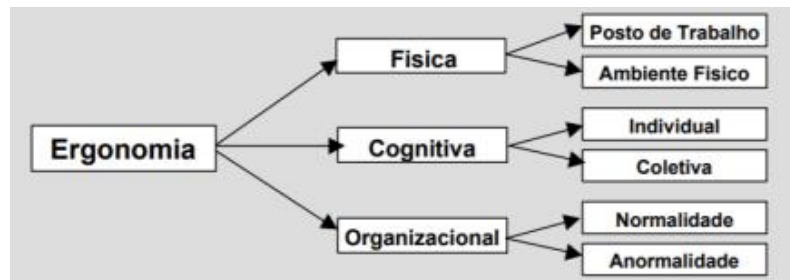 Ergonomia
Fisica
Posto de Trabalho
Ambiente Fisico
Cognitiva
Individual
Coletiva
Organizacional
Normalidade
Anormalidade